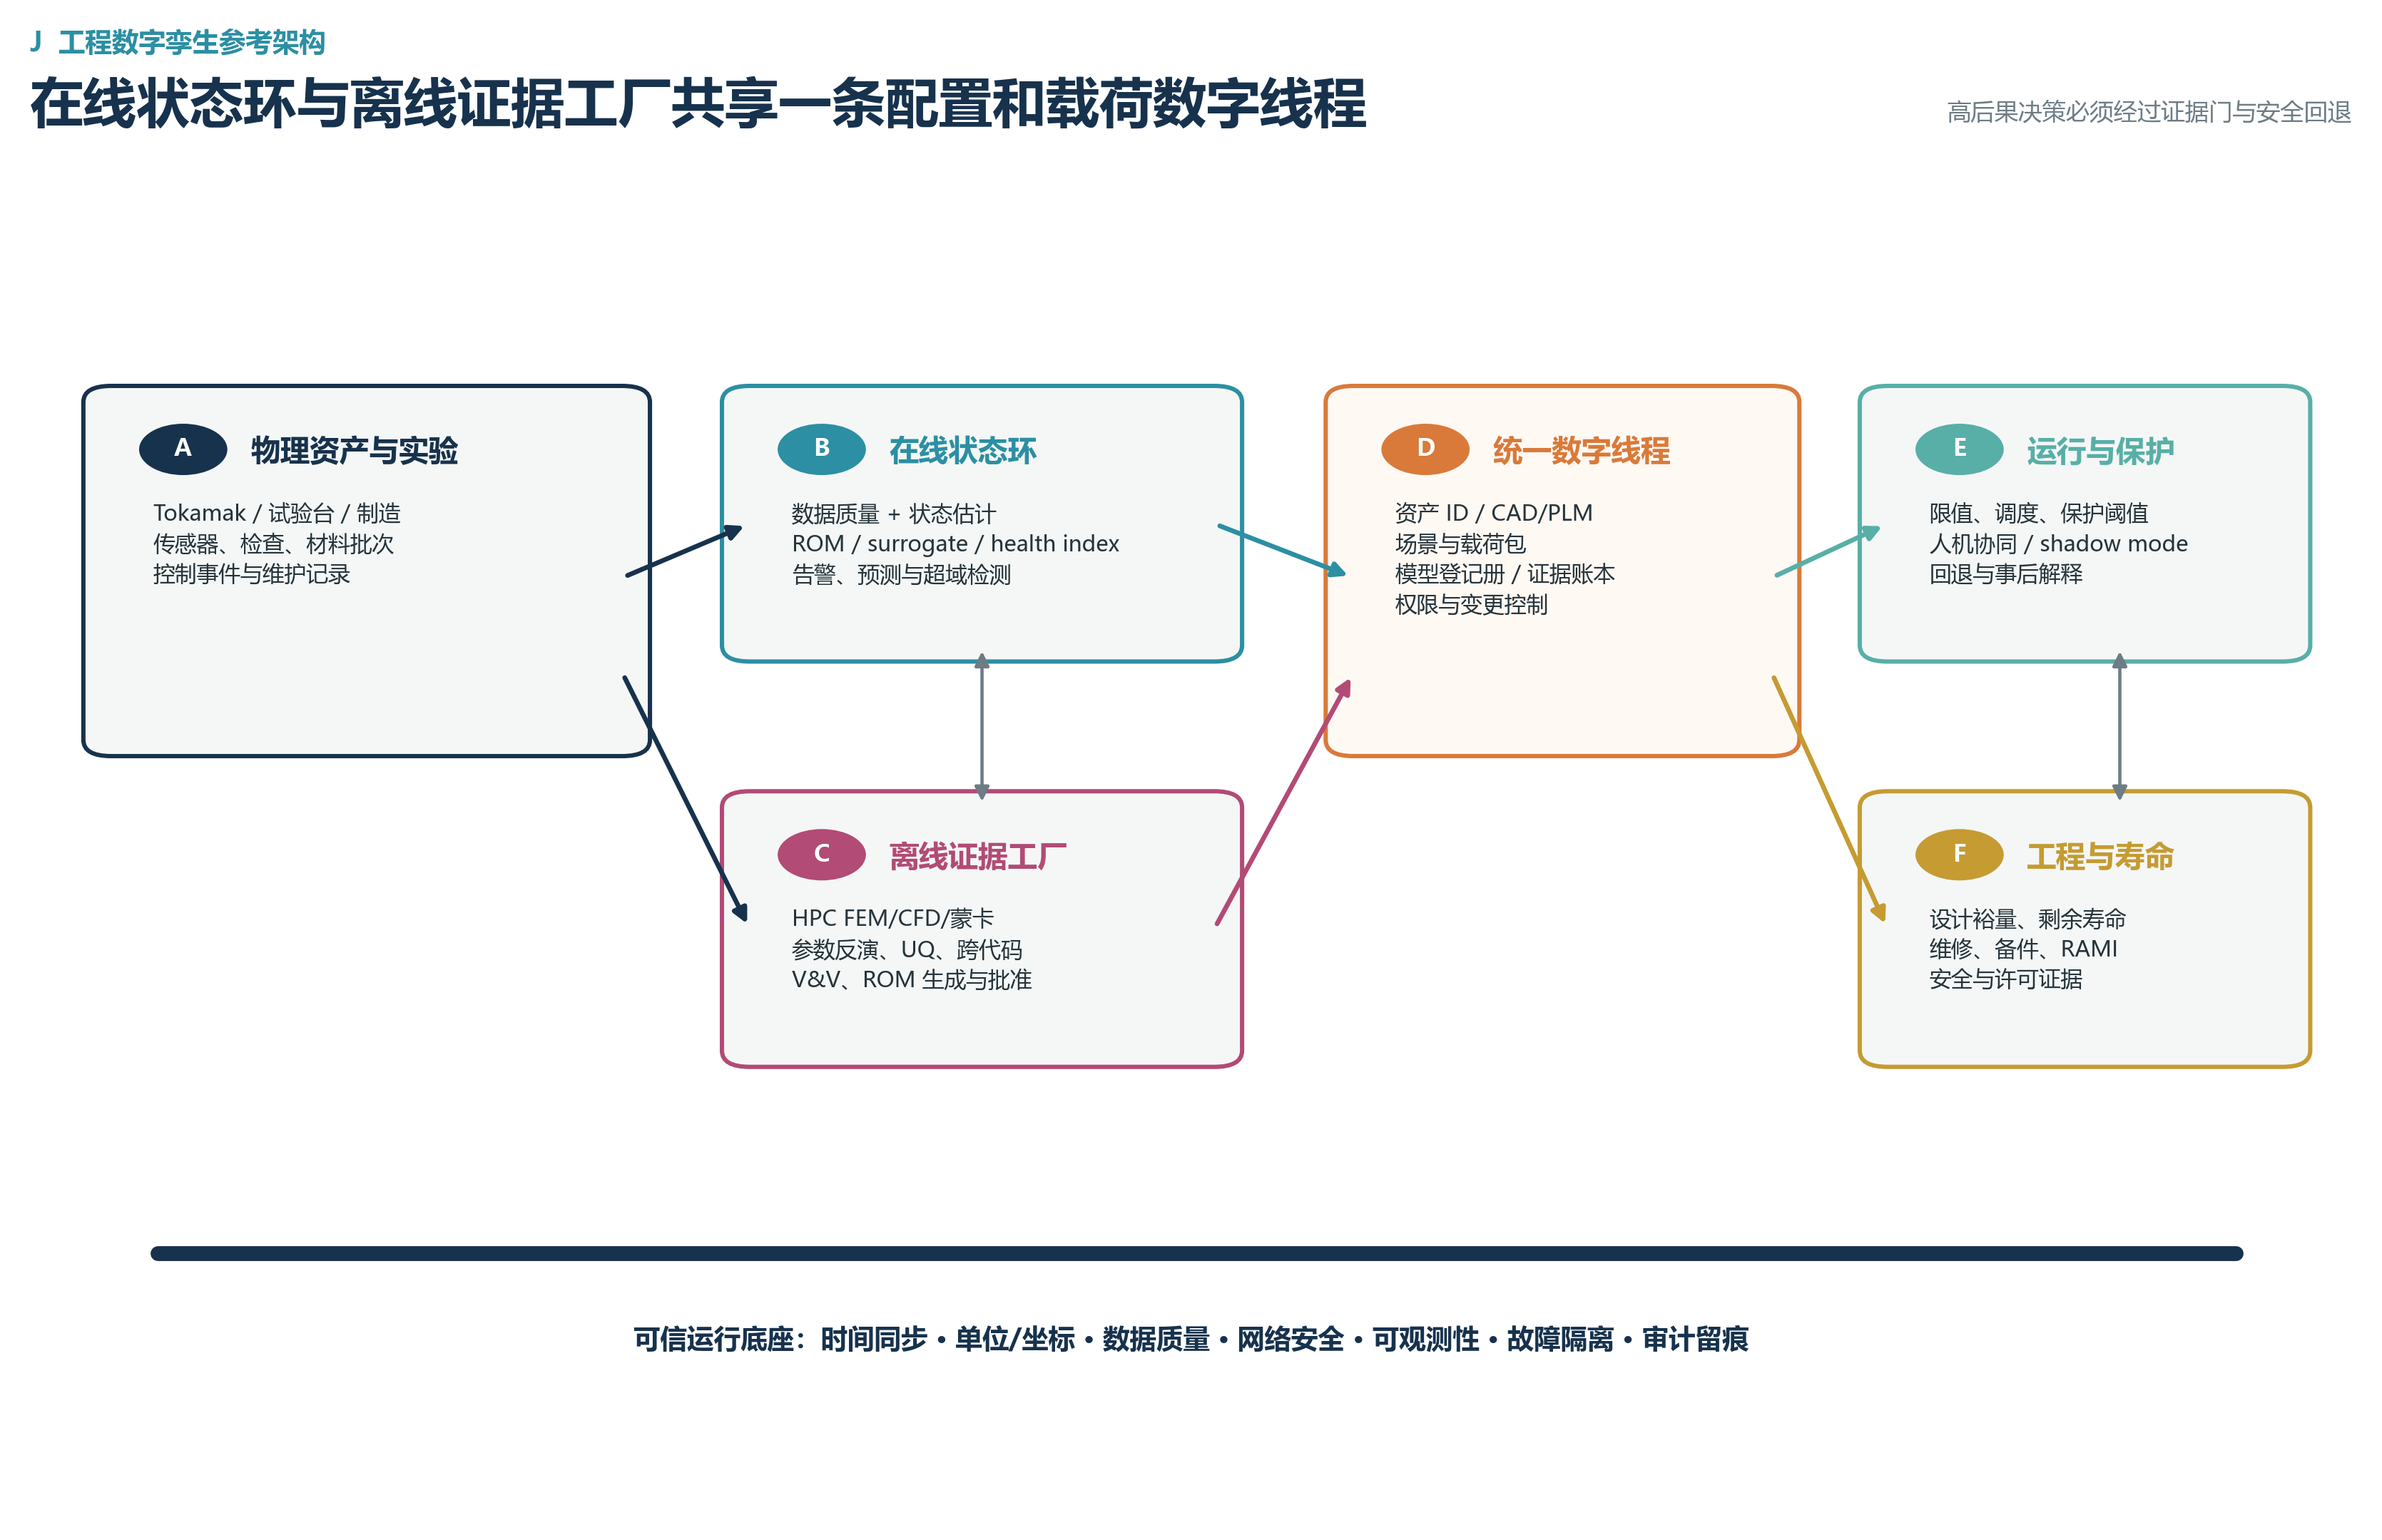 J 工程数字孪生参考架构
在线状态环与离线证据工厂共享一条配置和载荷数字线程
高后果决策必须经过证据门与安全回退
A 物理资产与实验
Tokamak / 试验台 / 制造
传感器、检查、材料批次
控制事件与维护记录
B 在线状态环
数据质量 + 状态估计
ROM / surrogate / health index
告警、预测与超域检测
C 离线证据工厂
HPC FEM/CFD/蒙卡
参数反演、UQ、跨代码
V&V、ROM 生成与批准
D 统一数字线程
资产 ID / CAD/PLM
场景与载荷包
模型登记册 / 证据账本
权限与变更控制
E 运行与保护
限值、调度、保护阈值
人机协同 / shadow mode
回退与事后解释
F 工程与寿命
设计裕量、剩余寿命
维修、备件、RAMI
安全与许可证据
可信运行底座：时间同步 • 单位/坐标 • 数据质量 • 网络安全 • 可观测性 • 故障隔离 • 审计留痕